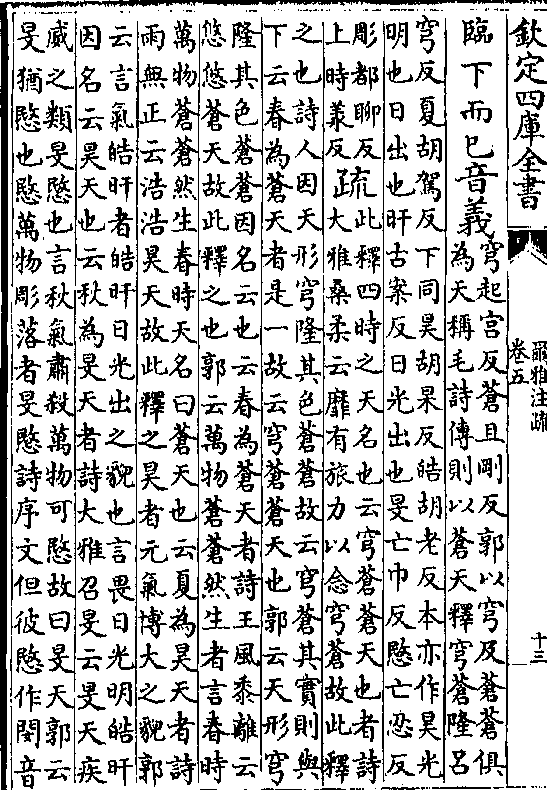 欽定四庫全書
爾雅注疏
卷五
十三
臨下而已音義
穹起宫反蒼且剛反郭以穹及蒼蒼俱
為天稱毛詩傳則以蒼天釋穹蒼隆吕
穹反夏胡駕反下同昊胡杲反皓胡老反本亦作昊光
明也日出也旰古案反日光出也旻亡巾反愍亡忍反
彫都聊反
上時羕反
疏
此釋四時之天名也云穹蒼蒼天也者詩
大雅桑柔云靡有旅力以念穹蒼故此釋
之也詩人因天形穹隆其色蒼蒼故云穹蒼其實則與
下云春為蒼天者是一故云穹蒼蒼天也郭云天形穹
隆其色蒼蒼因名云也云春為蒼天者詩王風黍離云
悠悠蒼天故此釋之也郭云萬物蒼蒼然生者言春時
萬物蒼蒼然生春時天名曰蒼天也云夏為昊天者詩
雨無正云浩浩昊天故此釋之昊者元氣博大之貌郭
云言氣皓旰者皓旰日光出之貌也言畏日光明皓旰
因名云昊天也云秋為旻天者詩大雅召旻云旻天疾
威之類旻愍也言秋氣肅殺萬物可愍故曰旻天郭云
旻猶愍也愍萬物彫落者旻愍詩序文但彼愍作閔音